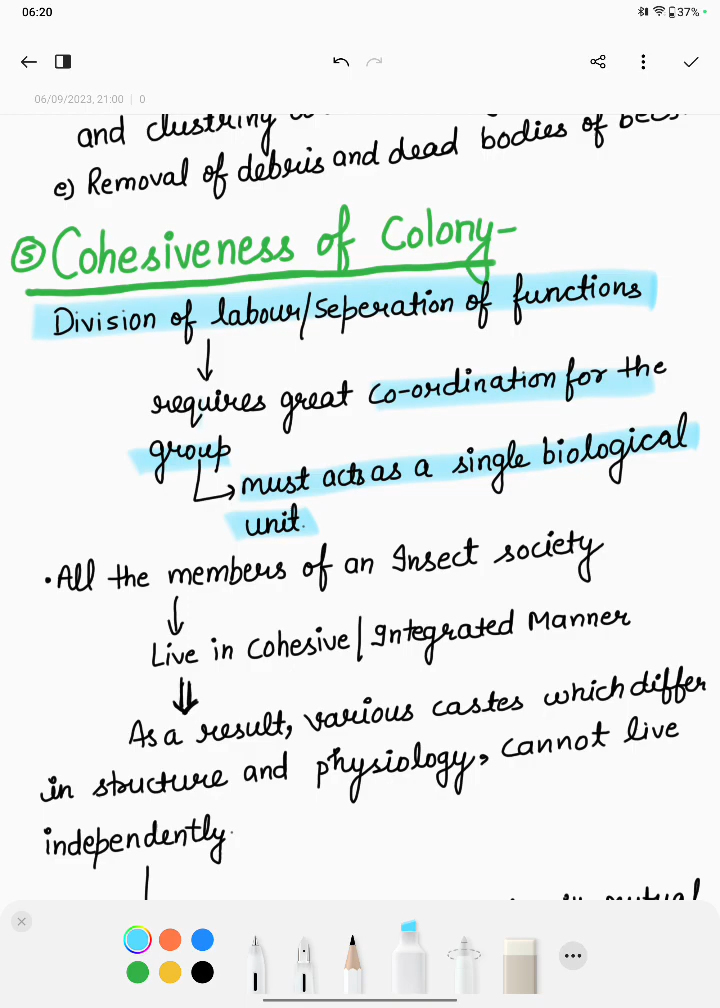 06:20
37%
06/09/2023, 21:00 | 0
and clustring
e) Removal of debris and dead bodies of
⑤ Cohesiveness of Colony-
Division of labour/seperation of functions
requires great co-ordination for the
group
must acts as a single biological
unit.
• All the members of an Insect society
Live in cohesive | Integrated Manner
As a result, various castes which differ
in structure and physiology, cannot live
independently.
mutual